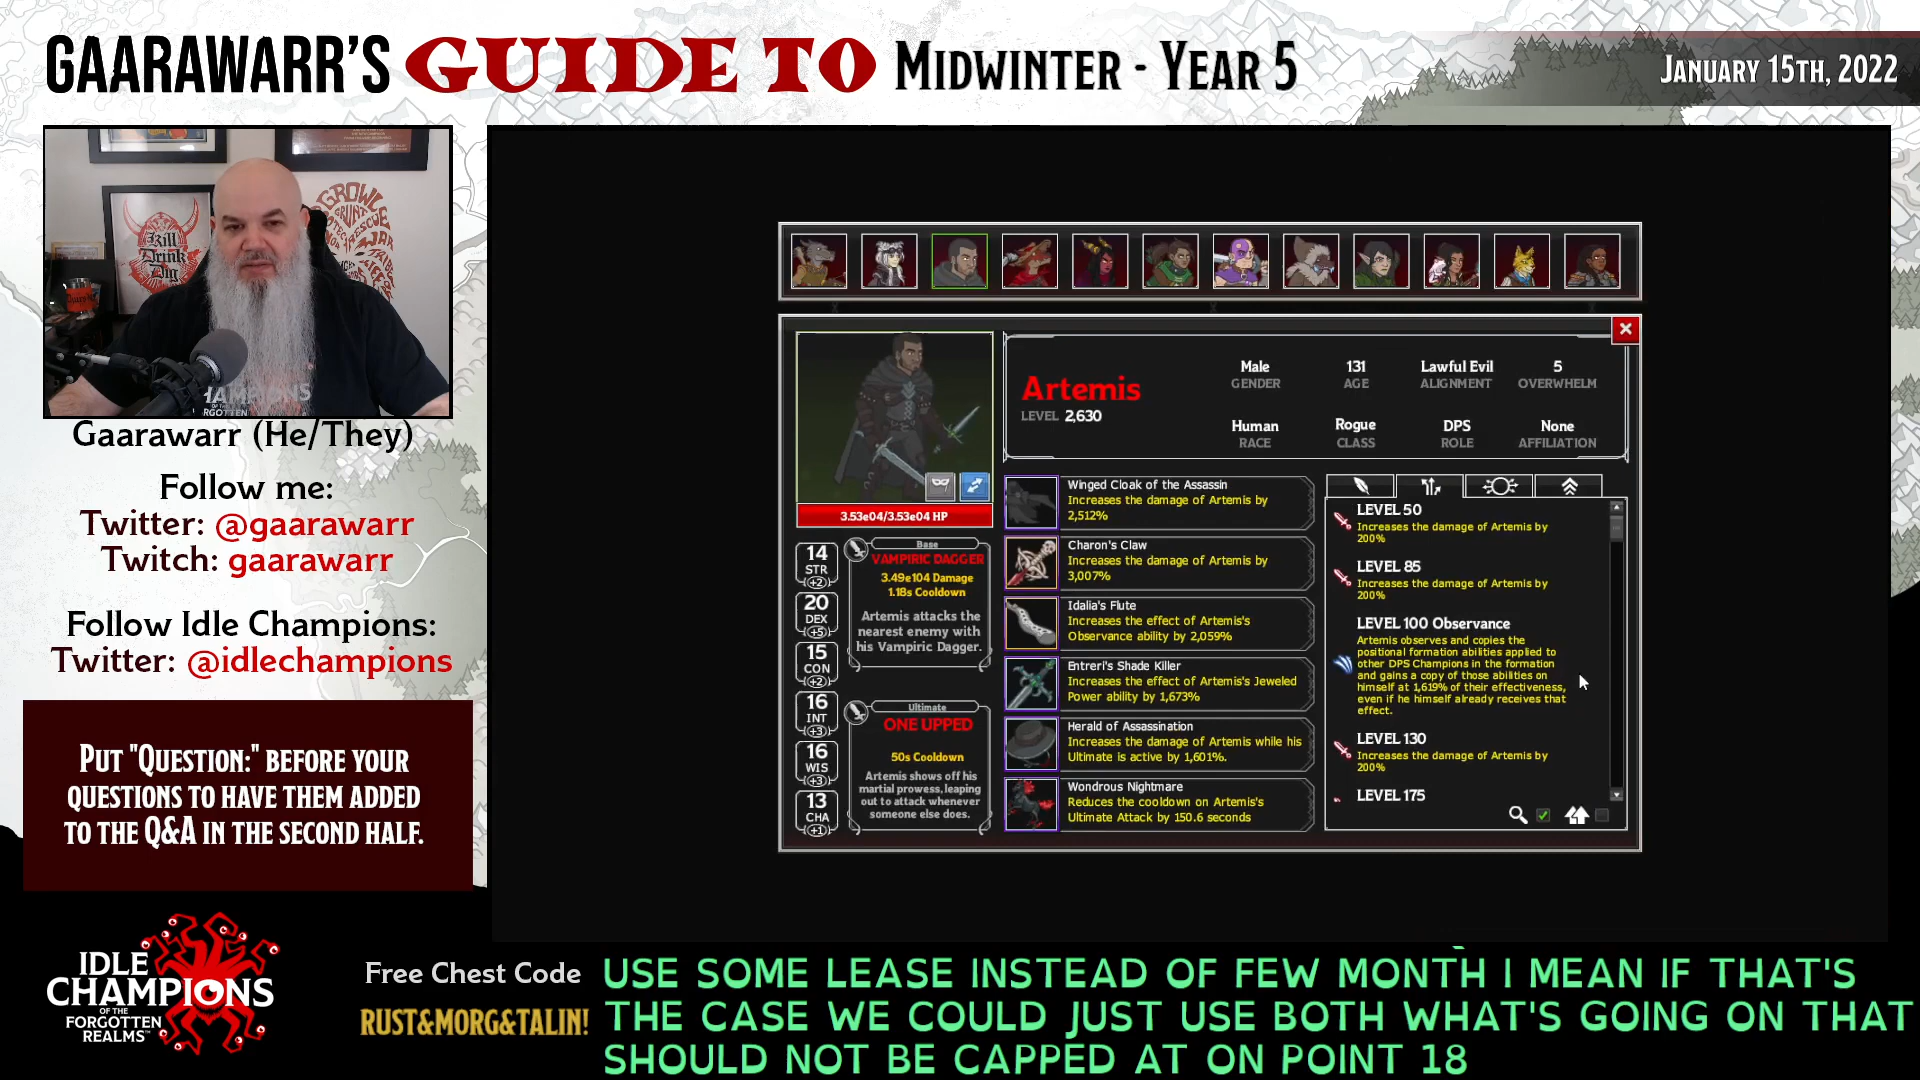 GAARAWARR'S GUIDE TO MIDWINTER - YEAR 5
JANUARY 15TH, 2022
Kill
Drink
Dig
GROWL
GRUNT
Gaarawarr (He/They)
Follow me:
Twitter: @gaarawarr
Twitch: gaarawarr
Follow Idle Champions:
Twitter: @idlechampions
PUT "QUESTION:" BEFORE YOUR
QUESTIONS TO HAVE THEM ADDED
TO THE Q&A IN THE SECOND HALF.
IDLE
CHAMPIONS
OF THE
FORGOTTEN
REALMS™
Free Chest Code
RUST&MORG&TALIN!
Artemis
LEVEL 2,630
Male
GENDER
131
AGE
Lawful Evil
ALIGNMENT
5
OVERWHELM
Human
RACE
Rogue
CLASS
DPS
ROLE
None
AFFILIATION
3.53e04/3.53e04 HP
14
STR
(+2)
20
DEX
(+5)
15
CON
(+2)
16
INT
(+3)
16
WIS
(+3)
13
CHA
(+1)
Base
VAMPIRIC DAGGER
3.49e104 Damage
1.18s Cooldown
Artemis attacks the
nearest enemy with
his Vampiric Dagger.
Ultimate
ONE UPPED
50s Cooldown
Artemis shows off his
martial prowess, leaping
out to attack whenever
someone else does.
Winged Cloak of the Assassin
Increases the damage of Artemis by
2,512%
Charon's Claw
Increases the damage of Artemis by
3,007%
Idalia's Flute
Increases the effect of Artemis's
Observance ability by 2,059%
Entreri's Shade Killer
Increases the effect of Artemis's Jeweled
Power ability by 1,673%
Herald of Assassination
Increases the damage of Artemis while his
Ultimate is active by 1,601%.
Wondrous Nightmare
Reduces the cooldown on Artemis's
Ultimate Attack by 150.6 seconds
LEVEL 50
Increases the damage of Artemis by
200%
LEVEL 85
Increases the damage of Artemis by
200%
LEVEL 100 Observance
Artemis observes and copies the
positional formation abilities applied to
other DPS Champions in the formation
and gains a copy of those abilities on
himself at 1,619% of their effectiveness,
even if he himself already receives that
effect.
LEVEL 130
Increases the damage of Artemis by
200%
LEVEL 175
USE SOME LEASE INSTEAD OF FEW MONTH I MEAN IF THAT'S
THE CASE WE COULD JUST USE BOTH WHAT'S GOING ON THAT
SHOULD NOT BE CAPPED AT ON POINT 18